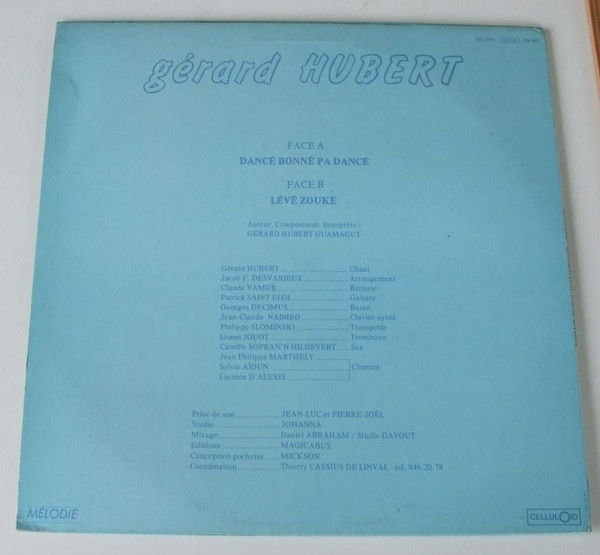 gérard HUBERT
FACE A
DANCÉ BONNÉ PA DANCÉ
FACE B
LÉVÉ ZOUKÉ
Auteur, Compositeur, Interprète :
GÉRARD HUBERT GUAMAGUY
Gérard HUBERT Chant
Jacob F. DESVARIEUX Arrangement
Claude VAMUR Batterie
Patrick SAINT ELOI Guitare
Georges DECIMUS Basse
Jean-Claude NAIMRO Clavier-synté
Philippe SLOMINSKI Trompette
Lionel JOUOT Trombone
Camille SOPRAN'N HILDEVERT Sax
Jean Philippe MARTHELY
Sylvie AÏOUN Chœurs
Lucrèce D'ALEXIS
Prise de son JEAN-LUC et PIERRE-JOËL
Studio JOHANNA
Mixage Daniel ABRAHAM / Studio DAVOUT
Editions MAGICABUS
Conception pochette MICKSON
Coordination Thierry CASSIUS DE LINVAL - tel. 846.20.78
MÉLODIE
CELLULOID